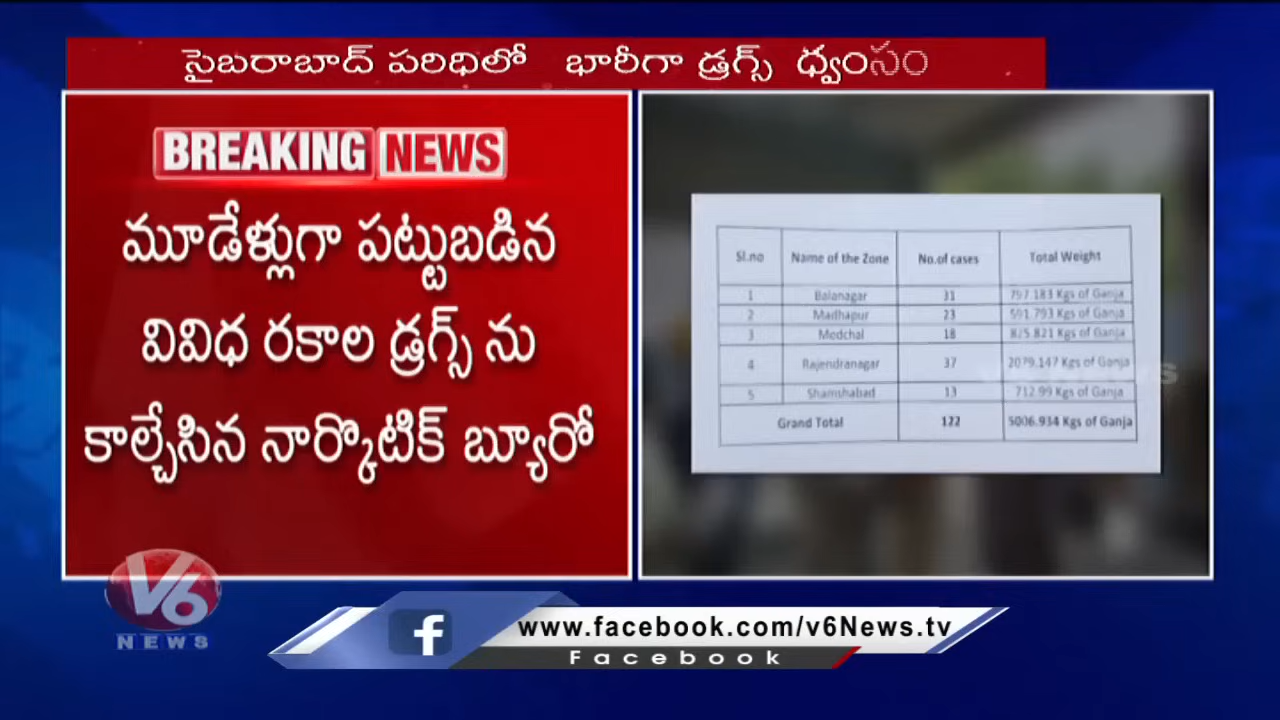 సైబరాబాద్ పరిధిలో భారీగా డ్రగ్స్ ధ్వంసం
BREAKING NEWS
మూడేళ్లుగా పట్టుబడిన
వివిధ రకాల డ్రగ్స్ ను
కాల్చేసిన నార్కొటిక్ బ్యూరో
Sl.no Name of the Zone No.of cases Total Weight
1 Balanagar 31 797.183 Kgs of Ganja
2 Madhapur 23 591.793 Kgs of Ganja
3 Medchal 18 825.821 Kgs of Ganja
4 Rajendranagar 37 2079.147 Kgs of Ganja
5 Shamshabad 13 712.99 Kgs of Ganja
Grand Total 122 5006.934 Kgs of Ganja
V6
NEWS
www.facebook.com/v6News.tv
Facebook